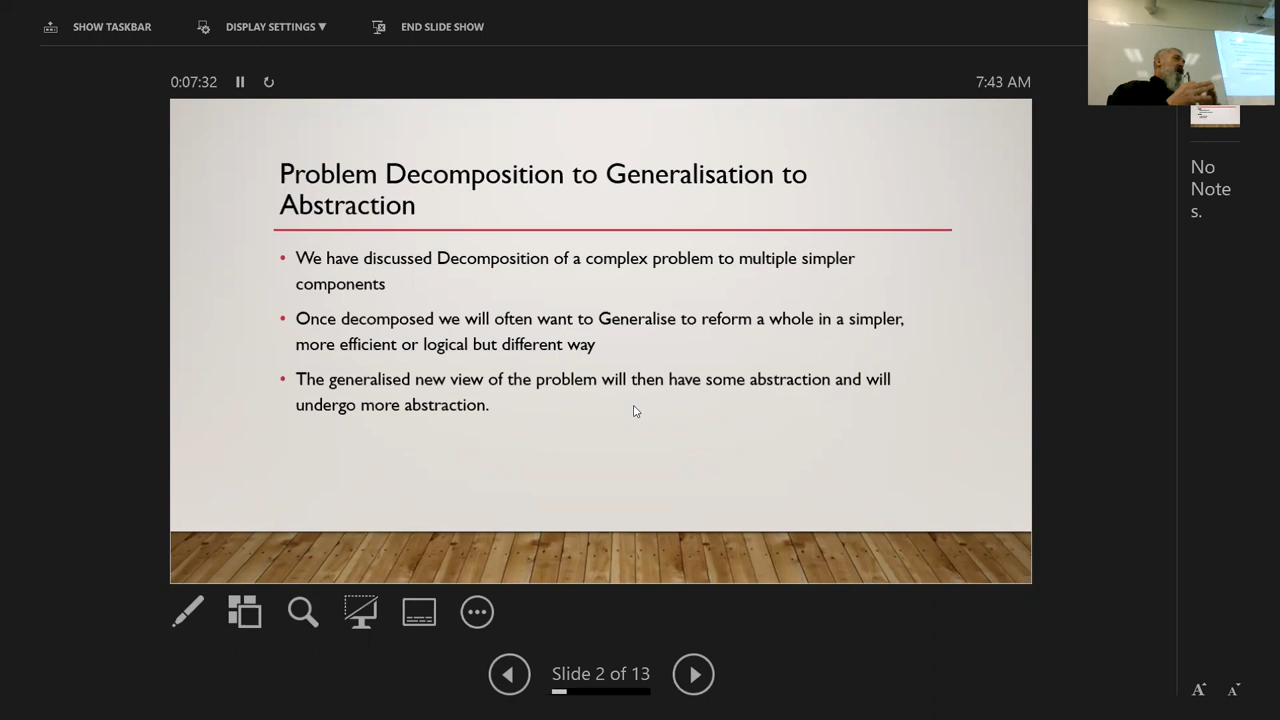 SHOW TASKBAR
DISPLAY SETTINGS ▼
END SLIDE SHOW
0:07:32
7:43 AM
Problem Decomposition to Generalisation to
Abstraction
• We have discussed Decomposition of a complex problem to multiple simpler
components
• Once decomposed we will often want to Generalise to reform a whole in a simpler,
more efficient or logical but different way
• The generalised new view of the problem will then have some abstraction and will
undergo more abstraction.
No
Note
s.
Slide 2 of 13
A
A